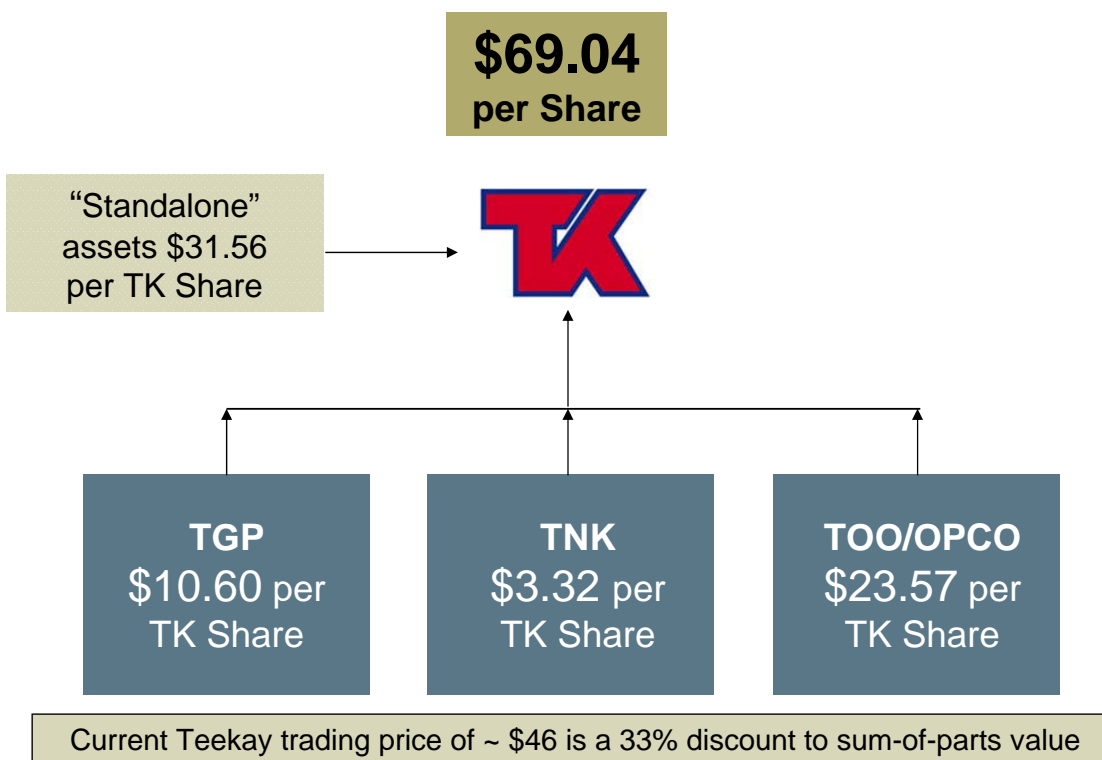 $69.04
per Share
“Standalone”
assets $31.56
per TK Share
TK
TGP
$10.60 per
TK Share
TNK
$3.32 per
TK Share
TOO/OPCO
$23.57 per
TK Share
Current Teekay trading price of ~ $46 is a 33% discount to sum-of-parts value